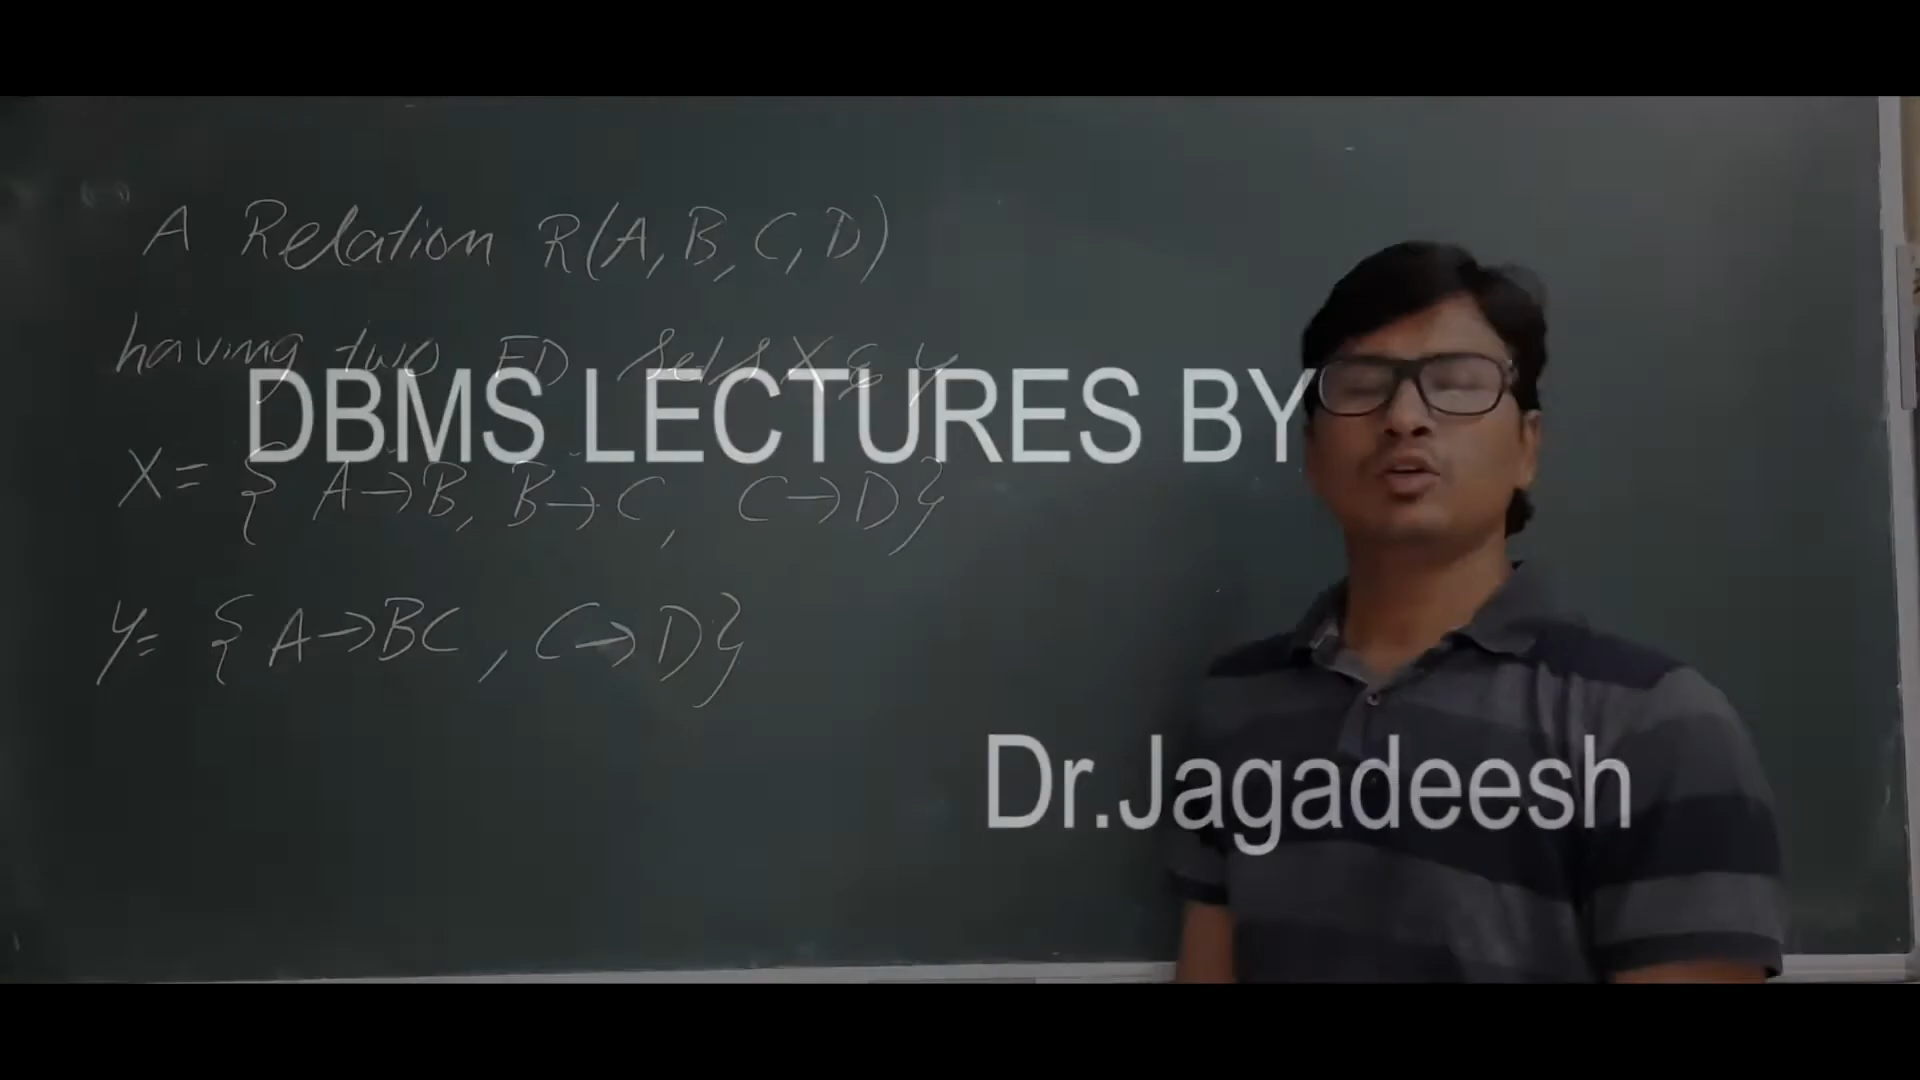 A Relation R(A, B, C, D)
having two FD sets X & Y
DBMS LECTURES BY
X = { A→B, B→C, C→D}
Y = { A→BC, C→D}
Dr.Jagadeesh